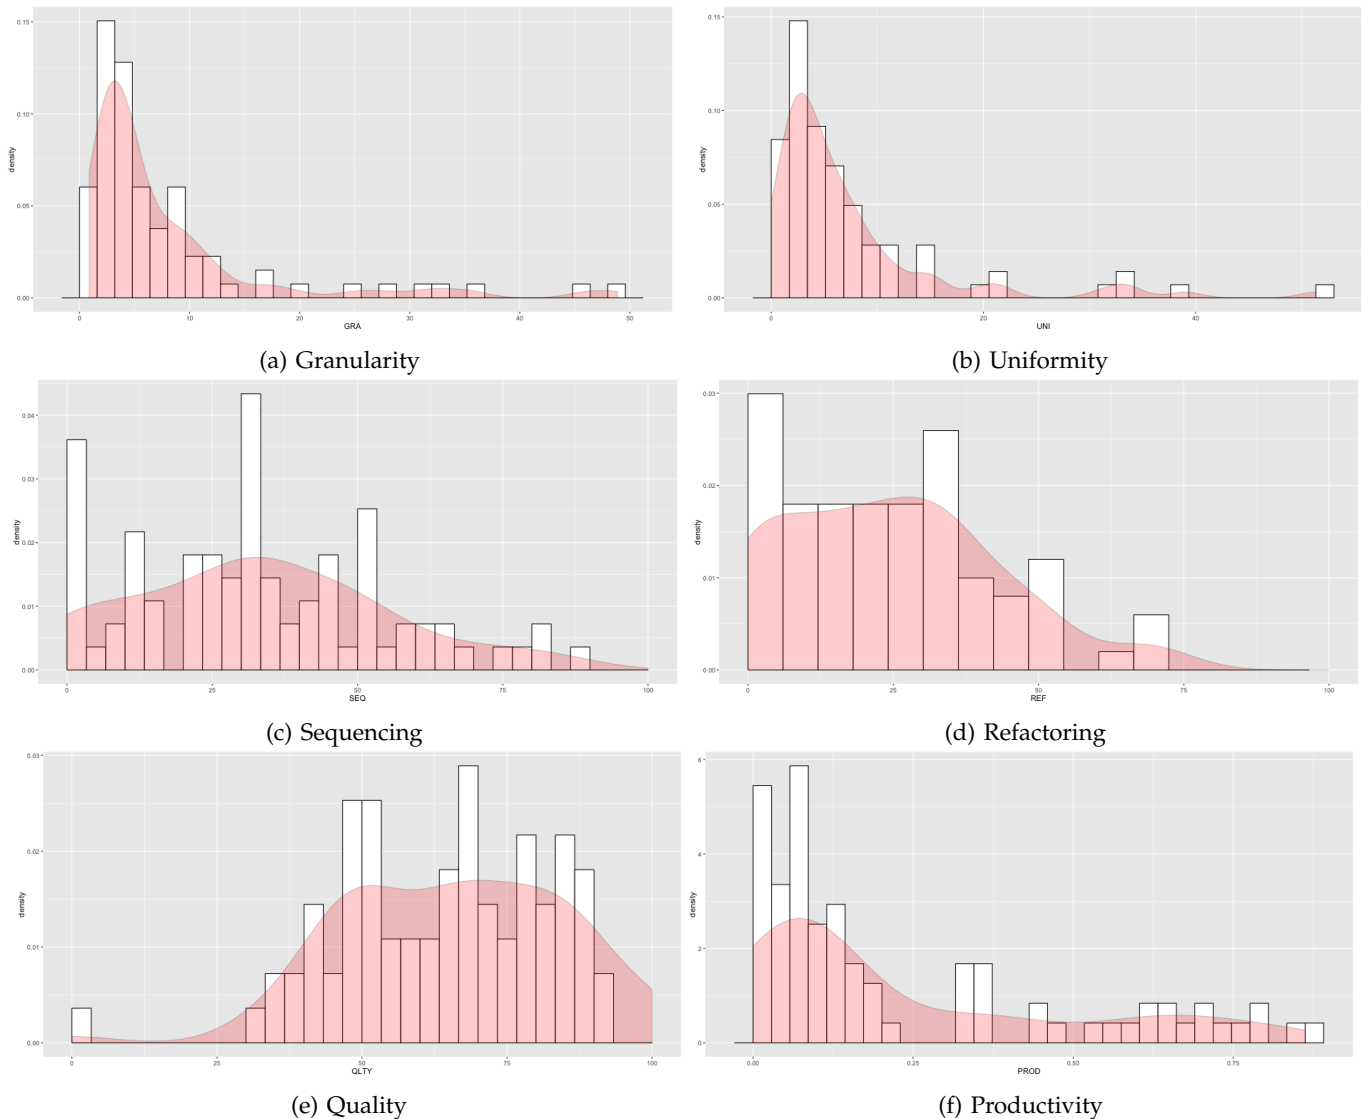 0.15
0.10
0.05
0.00
density
0
10
20
30
40
50
GRA
(a) Granularity
0.15
0.10
0.05
0.00
density
0
20
40
UNI
(b) Uniformity
0.04
0.03
0.02
0.01
0.00
density
0
25
50
75
100
SEQ
(c) Sequencing
0.03
0.02
0.01
0.00
density
0
25
50
75
100
REF
(d) Refactoring
0.03
0.02
0.01
0.00
density
0
25
50
75
100
QLTY
(e) Quality
6
4
2
0
density
0.00
0.25
0.50
0.75
PROD
(f) Productivity